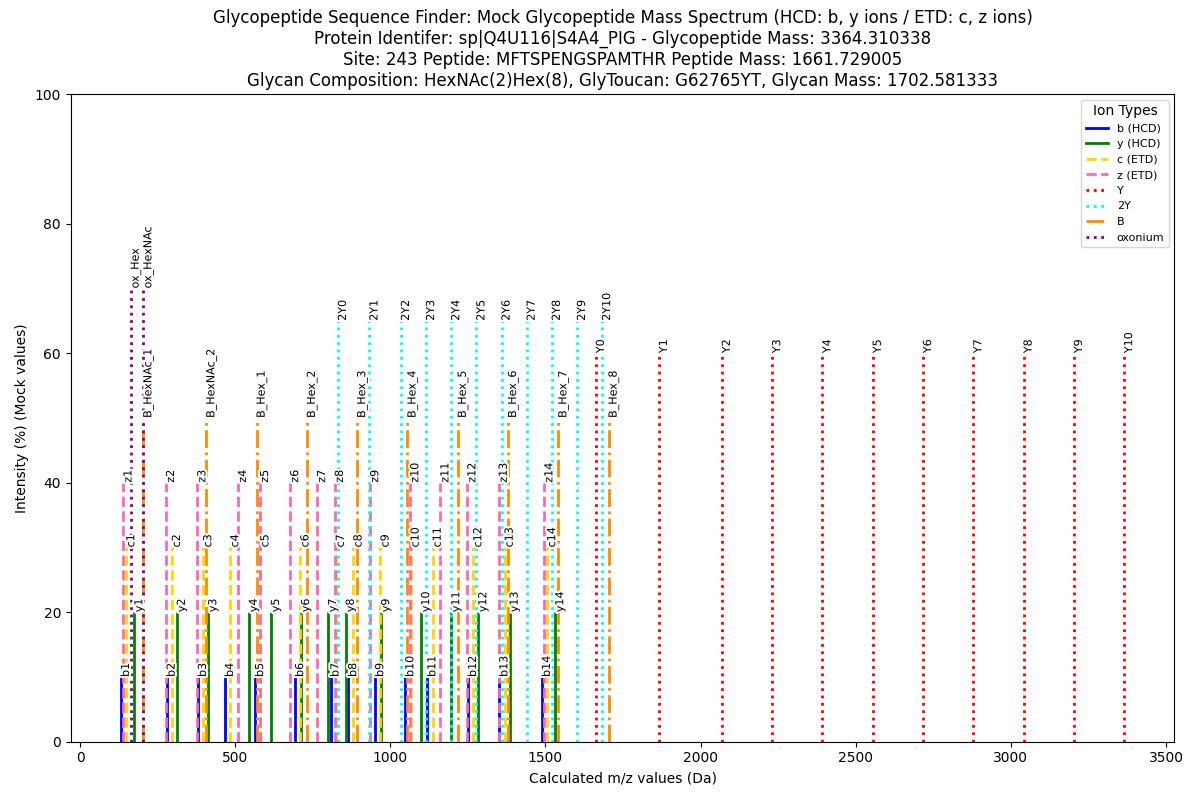 Glycopeptide Sequence Finder: Mock Glycopeptide Mass Spectrum (HCD: b, y ions / ETD: c, z ions)
Protein Identifer: sp|Q4U116|S4A4_PIG - Glycopeptide Mass: 3364.310338
Site: 243 Peptide: MFTSPENGSPAMTHR Peptide Mass: 1661.729005
Glycan Composition: HexNAc(2)Hex(8), GlyToucan: G62765YT, Glycan Mass: 1702.581333
Intensity (%) (Mock values)
100
80
60
40
20
0
Ion Types
b (HCD)
y (HCD)
c (ETD)
z (ETD)
Y
2Y
B
oxonium
ox_Hex
ox_HexNAc
2Y0
2Y1
2Y2
2Y3
2Y4
2Y5
2Y6
2Y7
2Y8
2Y9
2Y10
Y0
Y1
Y2
Y3
Y4
Y5
Y6
Y7
Y8
Y9
Y10
B_HexNAc_1
B_HexNAc_2
B_Hex_1
B_Hex_2
B_Hex_3
B_Hex_4
B_Hex_5
B_Hex_6
B_Hex_7
B_Hex_8
z1
z2
z3
z4
z5
z6
z7
z8
z9
z10
z11
z12
z13
z14
c1
c2
c3
c4
c5
c6
c7
c8
c9
c10
c11
c12
c13
c14
y1
y2
y3
y4
y5
y6
y7
y8
y9
y10
y11
y12
y13
y14
b1
b2
b3
b4
b5
b6
b7
b8
b9
b10
b11
b12
b13
b14
0
500
1000
1500
2000
2500
3000
3500
Calculated m/z values (Da)